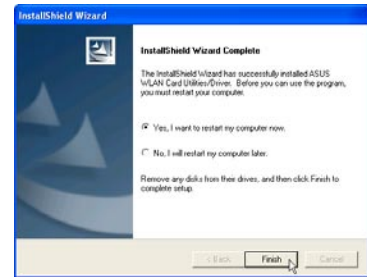 InstallShield Wizard
InstallShield Wizard Complete
The InstallShield Wizard has successfully installed ASUS
WLAN Card Utilities/Driver. Before you can use the program,
you must restart your computer.
Yes, I want to restart my computer now.
No, I will restart my computer later.
Remove any disks from their drives, and then click Finish to
complete setup.
< Back
Finish
Cancel